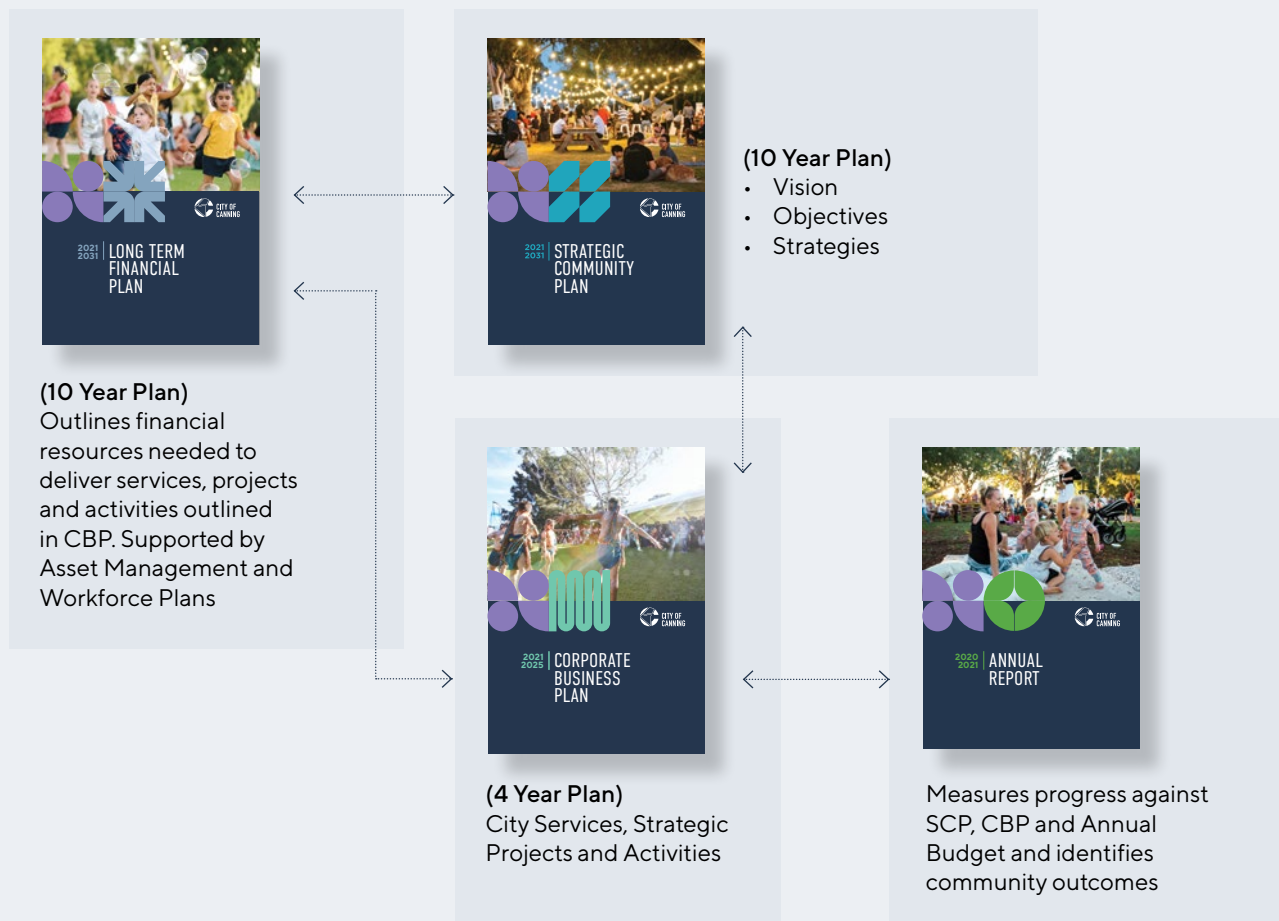 CITY OF
CANNING
2021
2031
LONG TERM
FINANCIAL
PLAN
(10 Year Plan)
Outlines financial
resources needed to
deliver services, projects
and activities outlined
in CBP. Supported by
Asset Management and
Workforce Plans
CITY OF
CANNING
2021
2031
STRATEGIC
COMMUNITY
PLAN
(10 Year Plan)
• Vision
• Objectives
• Strategies
CITY OF
CANNING
2021
2025
CORPORATE
BUSINESS
PLAN
(4 Year Plan)
City Services, Strategic
Projects and Activities
CITY OF
CANNING
2020
2021
ANNUAL
REPORT
Measures progress against
SCP, CBP and Annual
Budget and identifies
community outcomes